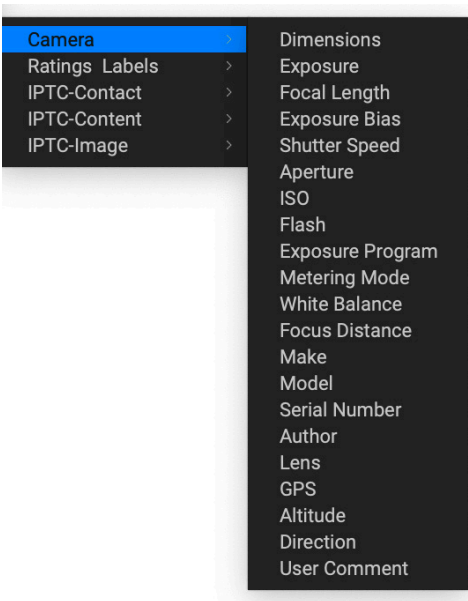 Camera
Ratings  Labels
IPTC-Contact
IPTC-Content
IPTC-Image
Dimensions
Exposure
Focal Length
Exposure Bias
Shutter Speed
Aperture
ISO
Flash
Exposure Program
Metering Mode
White Balance
Focus Distance
Make
Model
Serial Number
Author
Lens
GPS
Altitude
Direction
User Comment